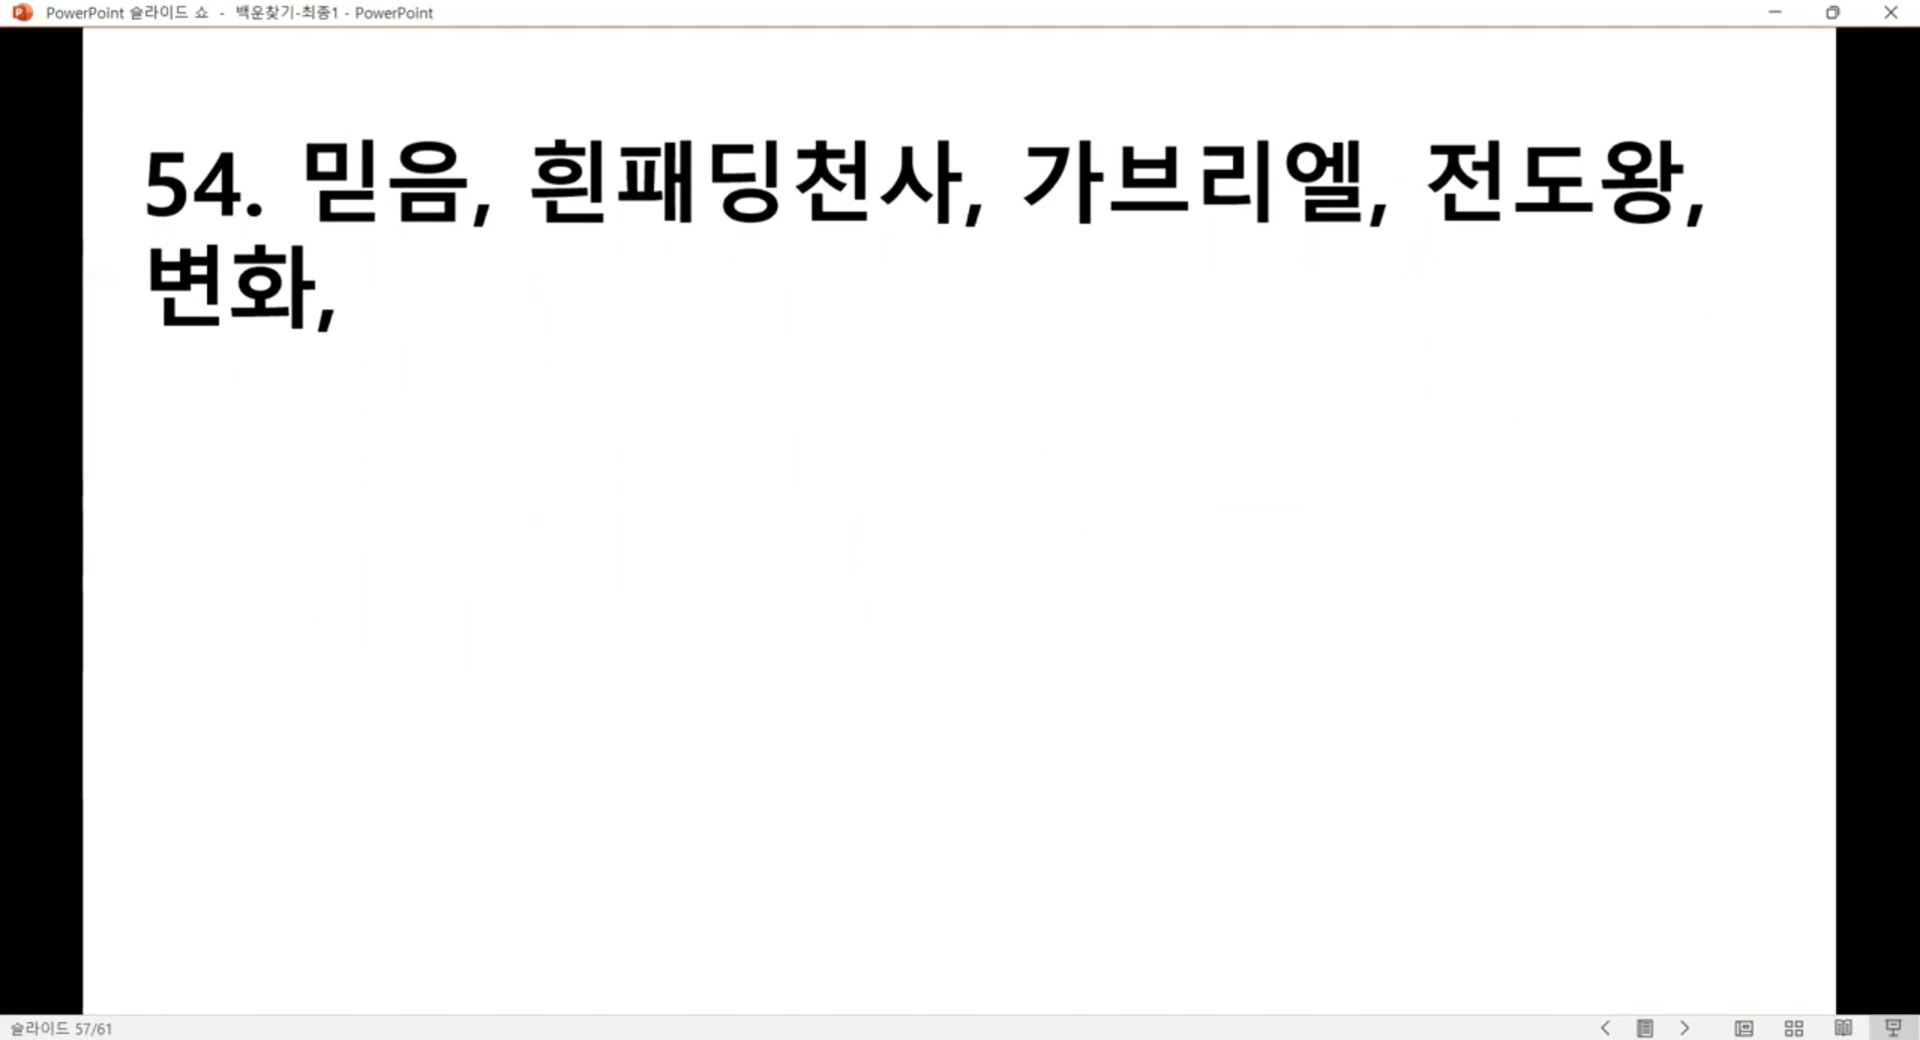 PowerPoint 슬라이드 쇼 - 백운찾기-최종1 - PowerPoint
54. 믿음, 흰패딩천사, 가브리엘, 전도왕,
변화,
슬라이드 57/61